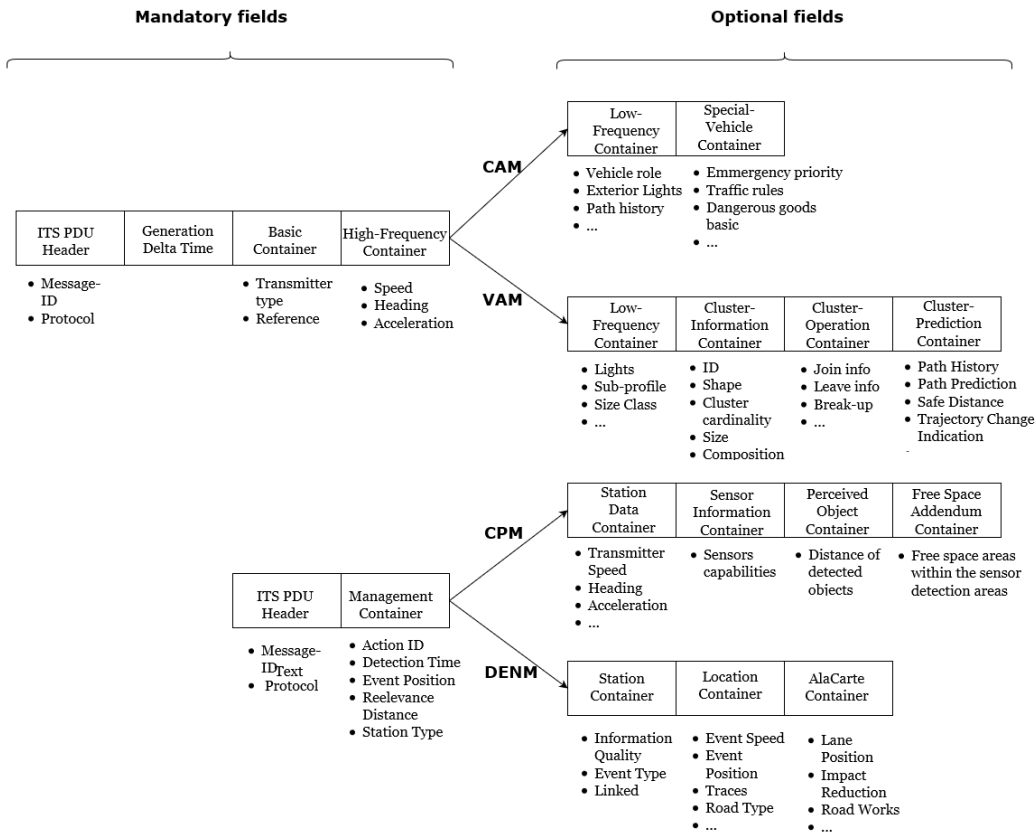 Mandatory fields
Optional fields
Low-
Frequency
Container
Special-
Vehicle
Container
CAM
• Vehicle role
• Exterior Lights
• Path history
• ...
• Emmergency priority
• Traffic rules
• Dangerous goods
basic
• ...
ITS PDU
Header
Generation
Delta Time
Basic
Container
High-Frequency
Container
• Message-
ID
• Protocol
• Transmitter
type
• Reference
• Speed
• Heading
• Acceleration
VAM
Low-
Frequency
Container
Cluster-
Information
Container
Cluster-
Operation
Container
Cluster-
Prediction
Container
• Lights
• Sub-profile
• Size Class
• ...
• ID
• Shape
• Cluster
cardinality
• Size
• Composition
• Join info
• Leave info
• Break-up
• ...
• Path History
• Path Prediction
• Safe Distance
• Trajectory Change
Indication
.
CPM
Station
Data
Container
Sensor
Information
Container
Perceived
Object
Container
Free Space
Addendum
Container
• Transmitter
Speed
• Heading
• Acceleration
• ...
• Sensors
capabilities
• Distance of
detected
objects
• Free space areas
within the sensor
detection areas
ITS PDU
Header
Management
Container
• Message-
ID
Text
• Protocol
• Action ID
• Detection Time
• Event Position
• Reelevance
Distance
• Station Type
DENM
Station
Container
Location
Container
AlaCarte
Container
• Information
Quality
• Event Type
• Linked
• Event Speed
• Event
Position
• Traces
• Road Type
• ...
• Lane
Position
• Impact
Reduction
• Road Works
• ...